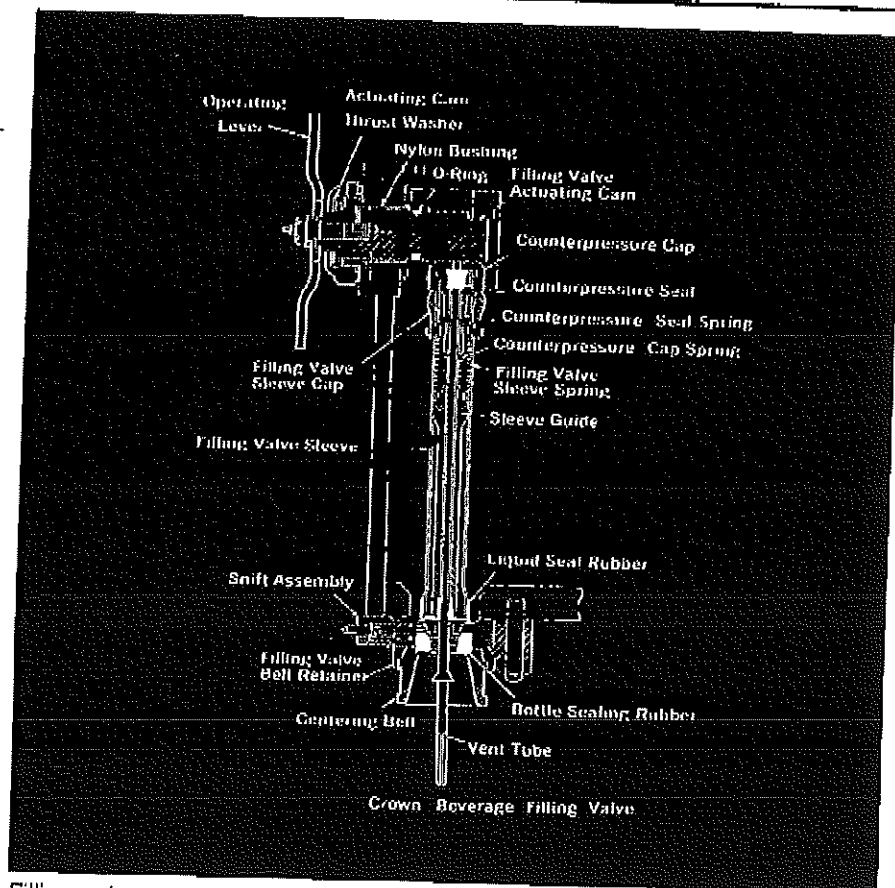 Operating
Lever
Actuating Cam
Thrust Washer
Nylon Bushing
O-Ring
Filling Valve
Actuating Cam
Counterpressure Cap
Counterpressure Seal
Counterpressure Seal Spring
Counterpressure Cap Spring
Filling Valve
Sleeve Cap
Filling Valve
Sleeve Spring
Sleeve Guide
Filling Valve Sleeve
Liquid Seal Rubber
Snift Assembly
Filling Valve
Bell Retainer
Centering Bell
Bottle Sealing Rubber
Vent Tube
Crown Beverage Filling Valve